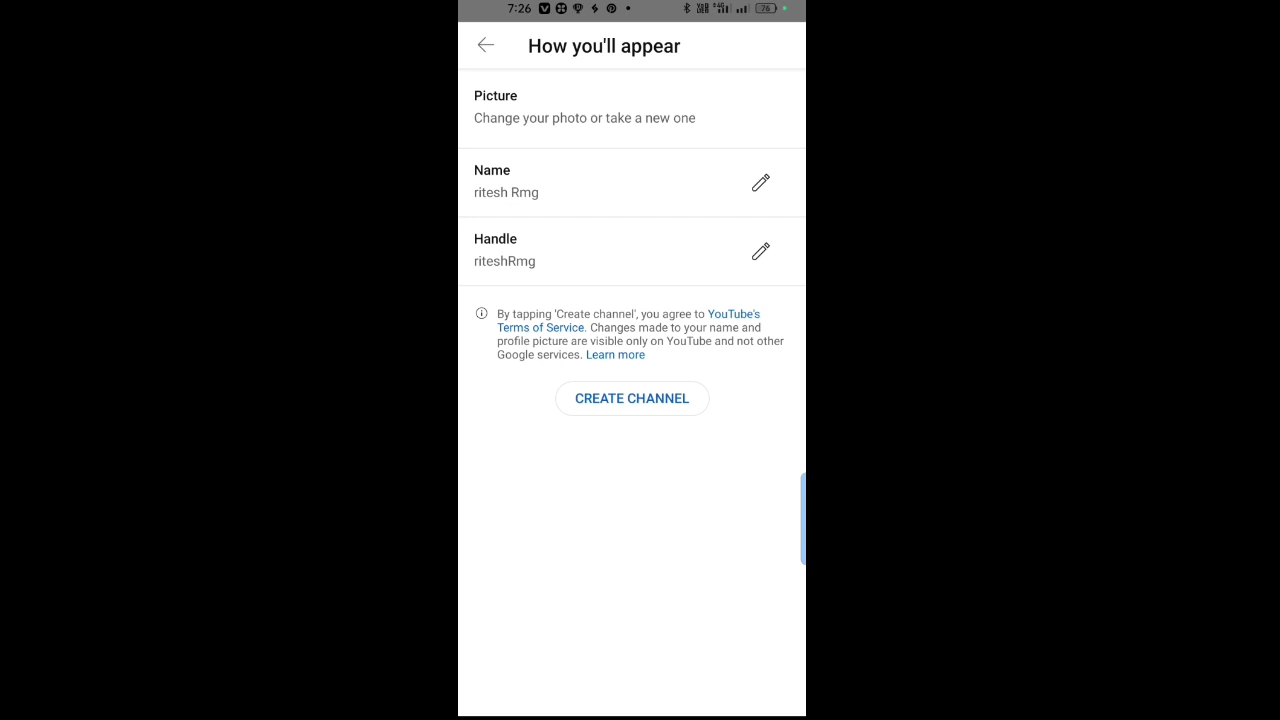 7:26
76
How you'll appear
Picture
Change your photo or take a new one
Name
ritesh Rmg
Handle
riteshRmg
By tapping 'Create channel', you agree to YouTube's
Terms of Service. Changes made to your name and
profile picture are visible only on YouTube and not other
Google services. Learn more
CREATE CHANNEL